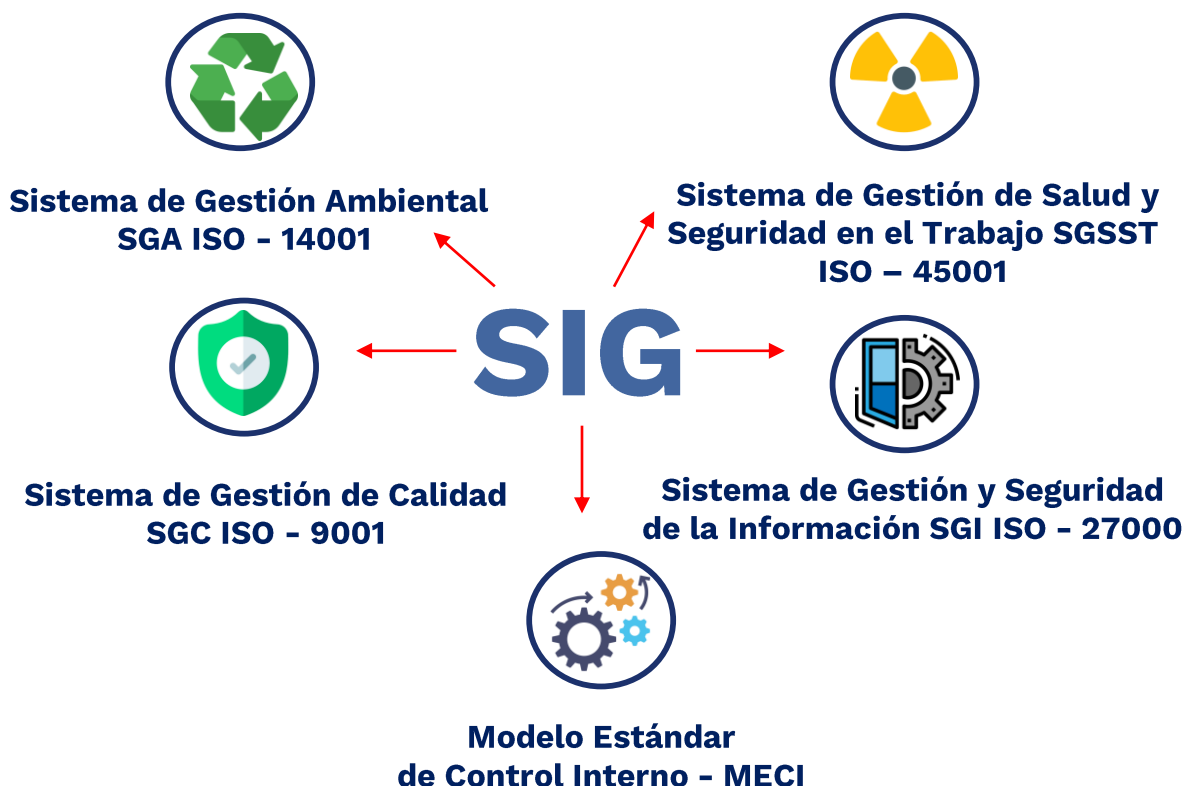 Sistema de Gestión Ambiental
SGA ISO - 14001
Sistema de Gestión de Salud y
Seguridad en el Trabajo SGSST
ISO – 45001
SIG
Sistema de Gestión de Calidad
SGC ISO - 9001
Sistema de Gestión y Seguridad
de la Información SGI ISO - 27000
Modelo Estándar
de Control Interno - MECI